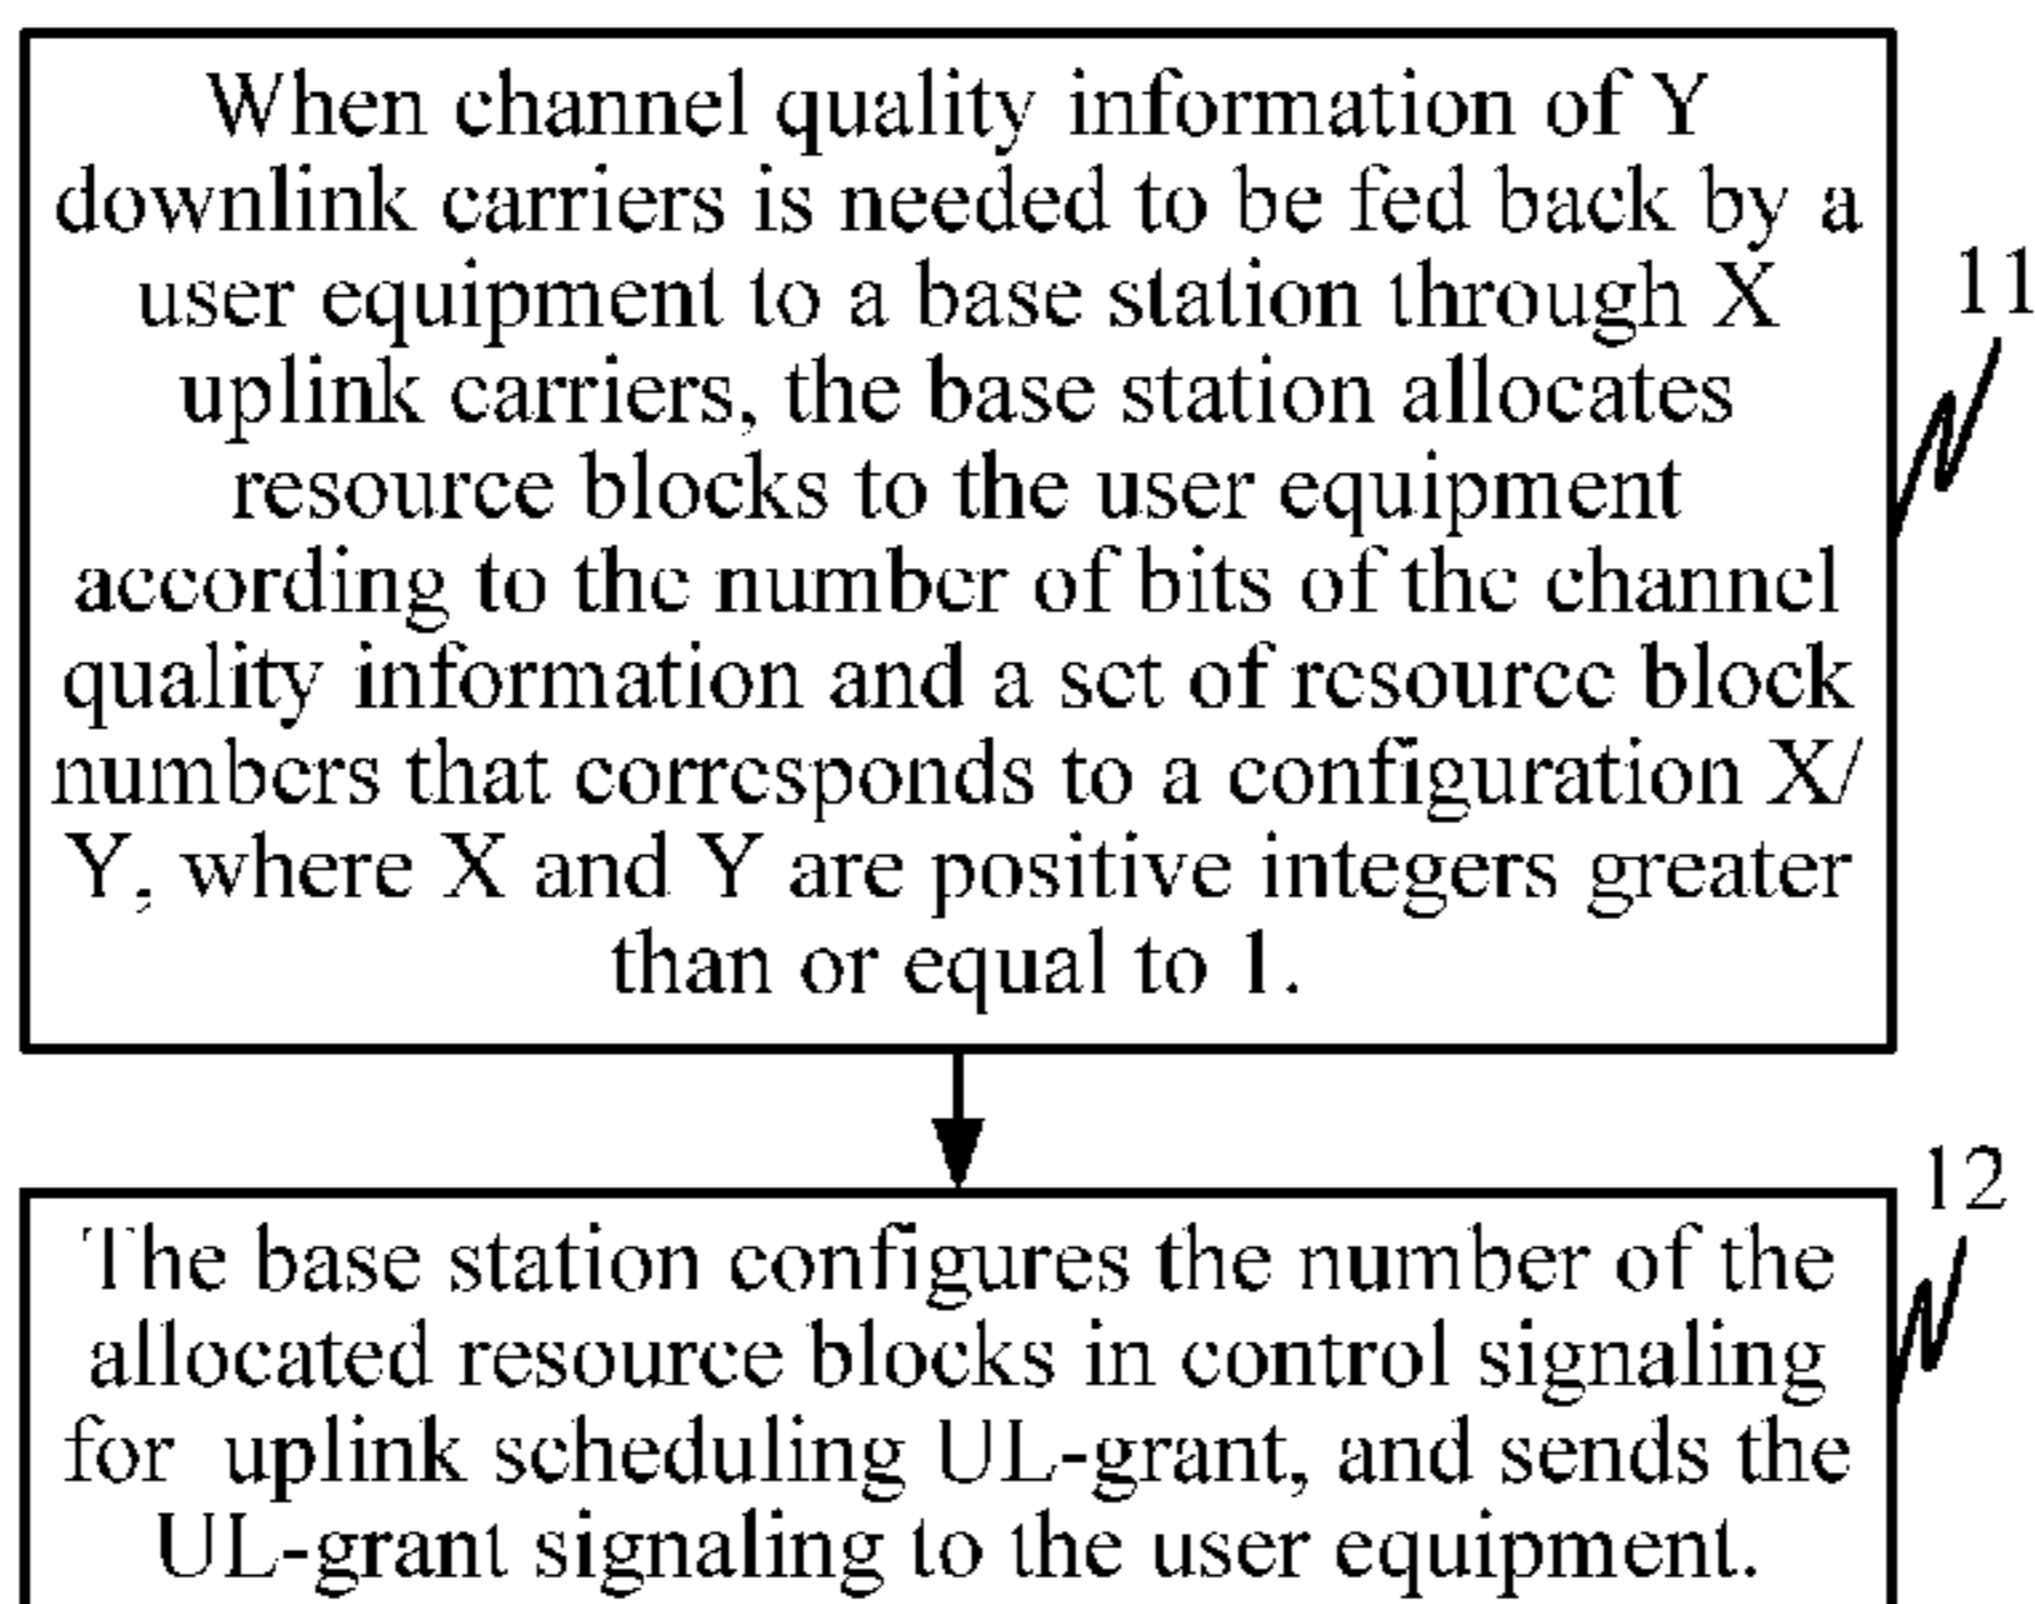 When channel quality information of Y
downlink carriers is needed to be fed back by a
user equipment to a base station through X
uplink carriers, the base station allocates
resource blocks to the user equipment
according to the number of bits of the channel
quality information and a set of resource block
numbers that corresponds to a configuration X/
Y, where X and Y are positive integers greater
than or equal to 1.
11
12
The base station configures the number of the
allocated resource blocks in control signaling
for uplink scheduling UL-grant, and sends the
UL-grant signaling to the user equipment.